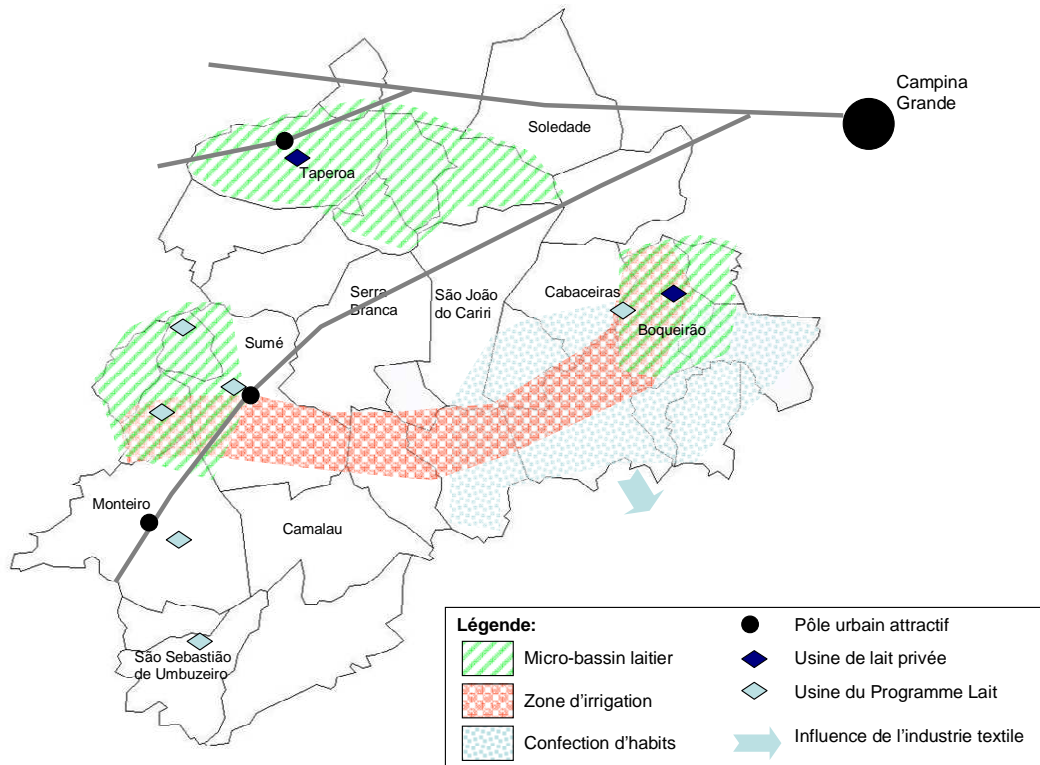 Campina
Grande
Soledade
Taperoa
Serra
Branca
São João
do Cariri
Cabaceiras
Boqueirão
Sumé
Monteiro
Camalau
São Sebastião
de Umbuzeiro
Légende:
Micro-bassin laitier
Zone d'irrigation
Confection d'habits
Pôle urbain attractif
Usine de lait privée
Usine du Programme Lait
Influence de l'industrie textile